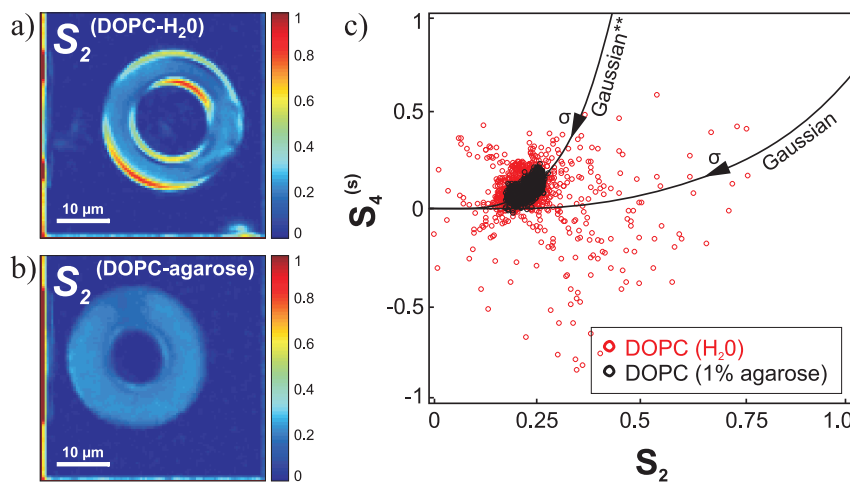 a)
S2 (DOPC-H20)
10 µm
1
0.8
0.6
0.4
0.2
0
b)
S2 (DOPC-agarose)
10 µm
1
0.8
0.6
0.4
0.2
0
c)
1
0.5
0
-0.5
-1
S4 (s)
σ
Gaussian**
σ
Gaussian
DOPC (H20)
DOPC (1% agarose)
0
0.25
0.5
0.75
1.0
S2